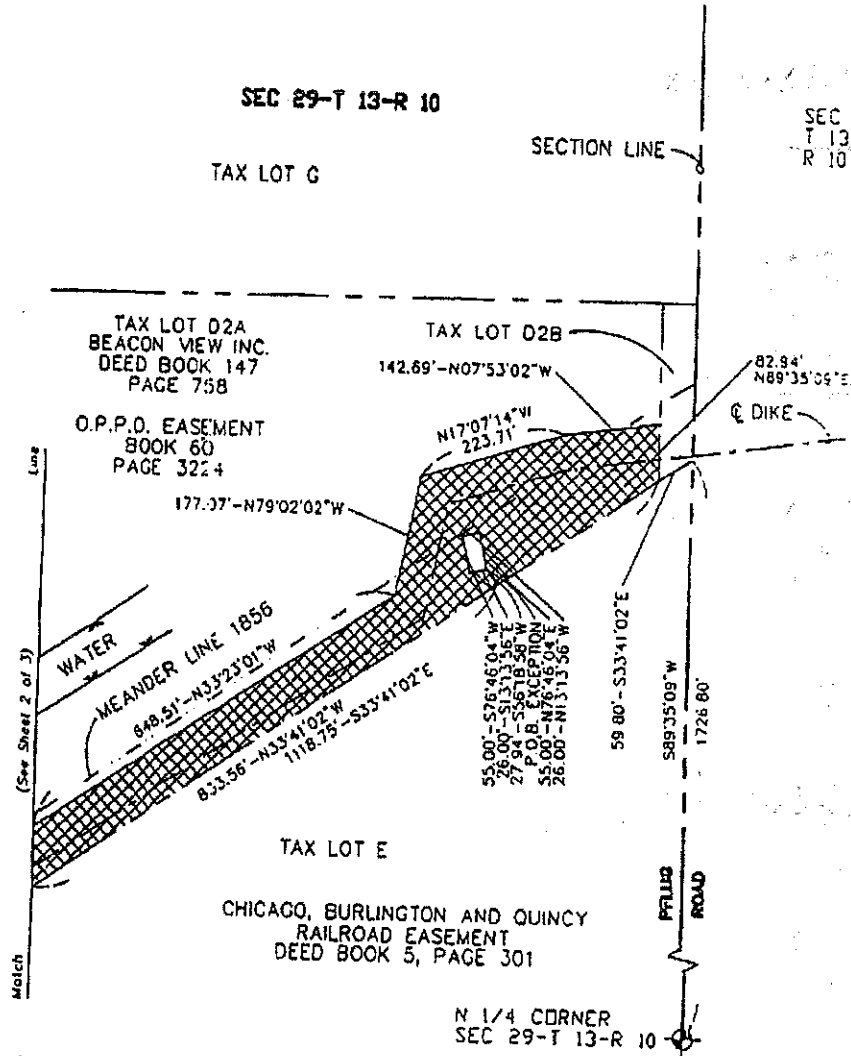 SEC 29-T 13-R 10
SEC
T 13
R 10
SECTION LINE
TAX LOT G
TAX LOT D2A
BEACON VIEW INC.
DEED BOOK 147
PAGE 758
TAX LOT D2B
142.69'-N07°53'02"W
82.94'
N89°35'09"E
O.P.P.D. EASEMENT
BOOK 60
PAGE 3224
N17°07'14"W
223.71'
℄ DIKE
177.07'-N79°02'02"W
Line
(See Sheet 2 of 3)
Match
WATER
MEANDER LINE 1856
848.51'-N33°23'01"W
833.56'-N33°41'02"W
1118.75'-S33°41'02"E
55.00'-S76°46'04"W
26.00'-S13°13'56"E
27.94'-S56°18'58"W
P.O.B. EXCEPTION
55.00'-N76°46'04"E
26.00'-N13°13'56"W
59.80'-S33°41'02"E
S89°35'09"W
1726.80'
TAX LOT E
CHICAGO, BURLINGTON AND QUINCY
RAILROAD EASEMENT
DEED BOOK 5, PAGE 301
PFLUG
ROAD
N 1/4 CORNER
SEC 29-T 13-R 10